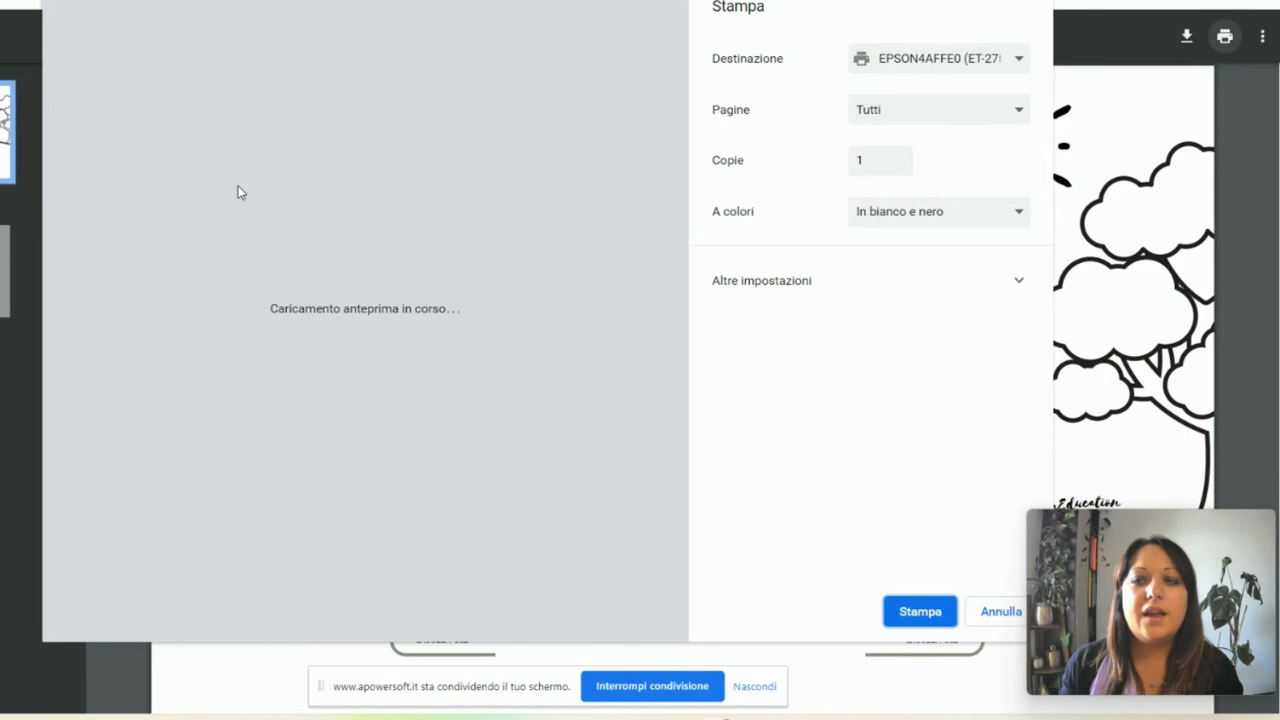 Stampa
Destinazione
EPSON4AFFE0 (ET-27
Pagine
Tutti
Copie
1
A colori
In bianco e nero
Altre impostazioni
Caricamento anteprima in corso...
Education
Stampa
Annulla
www.apowersoft.it sta condividendo il tuo schermo.
Interrompi condivisione
Nascondi